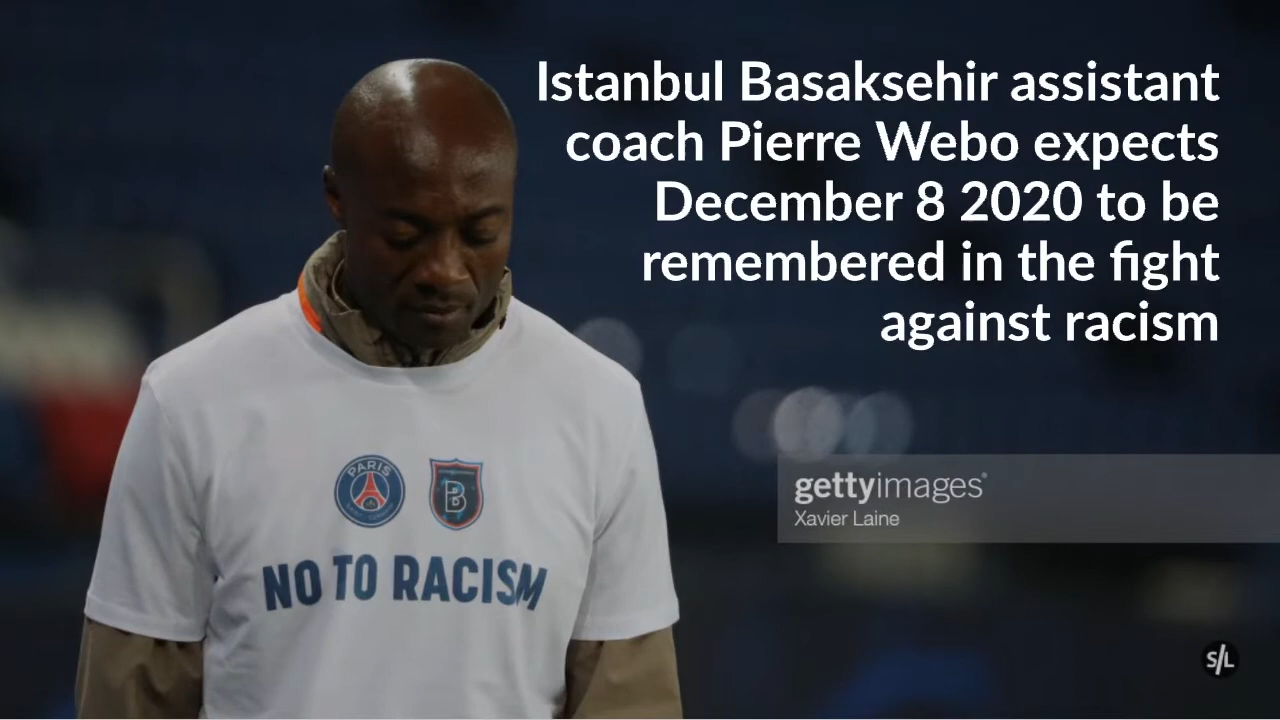 Istanbul Basaksehir assistant
coach Pierre Webo expects
December 8 2020 to be
remembered in the fight
against racism
PARIS
B
NO TO RACISM
gettyimages®
Xavier Laine
S/L